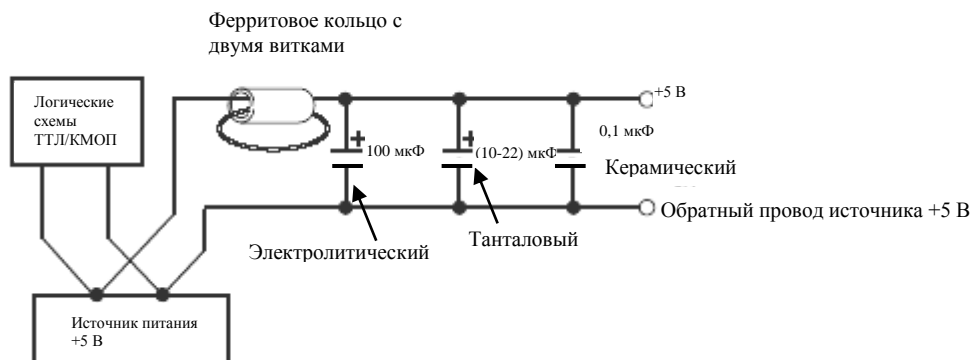 Ферритовое кольцо с
двумя витками
Логические
схемы
ТТЛ/КМОП
+5 В
100 мкФ
(10-22) мкФ
0,1 мкФ
Керамический
Обратный провод источника +5 В
Электролитический
Танталовый
Источник питания
+5 В